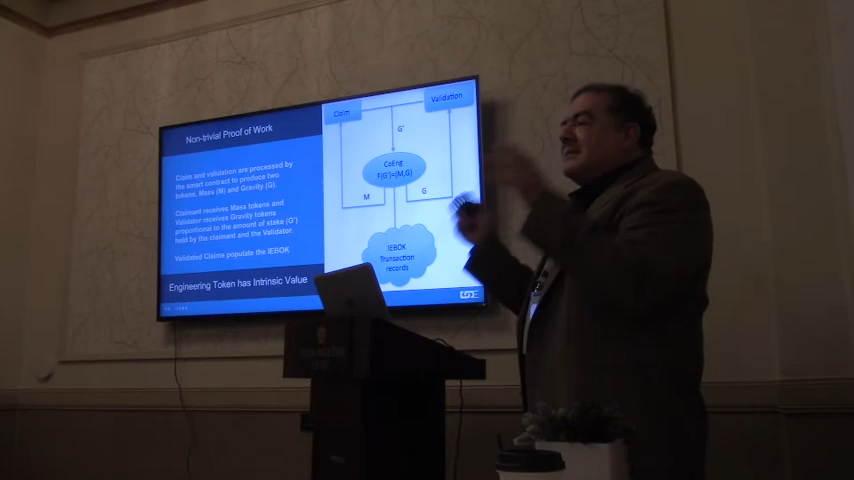 Non-trivial Proof of Work
Claim and validation are processed by
the smart contract to produce two
tokens, Mass (M) and Gravity (G).
Claimant receives Mass tokens and
Validator receives Gravity tokens
proportional to the amount of stake (G')
held by the claimant and the Validator.
Validated Claims populate the IEBOK
Engineering Token has Intrinsic Value
Claim
Validation
G'
CoEng
F(G')=(M,G)
M
G
IEBOK
Transaction
records